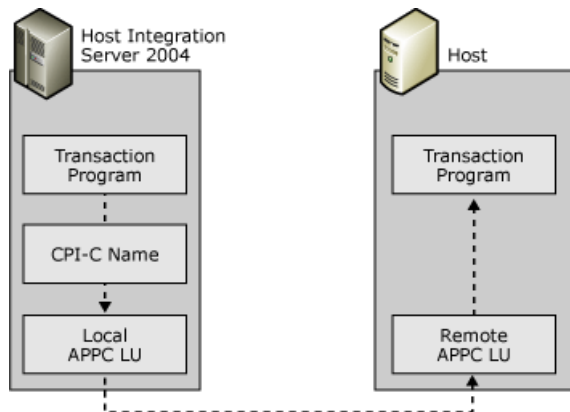 Host Integration
Server 2004
Transaction
Program
CPI-C Name
Local
APPC LU
Host
Transaction
Program
Remote
APPC LU